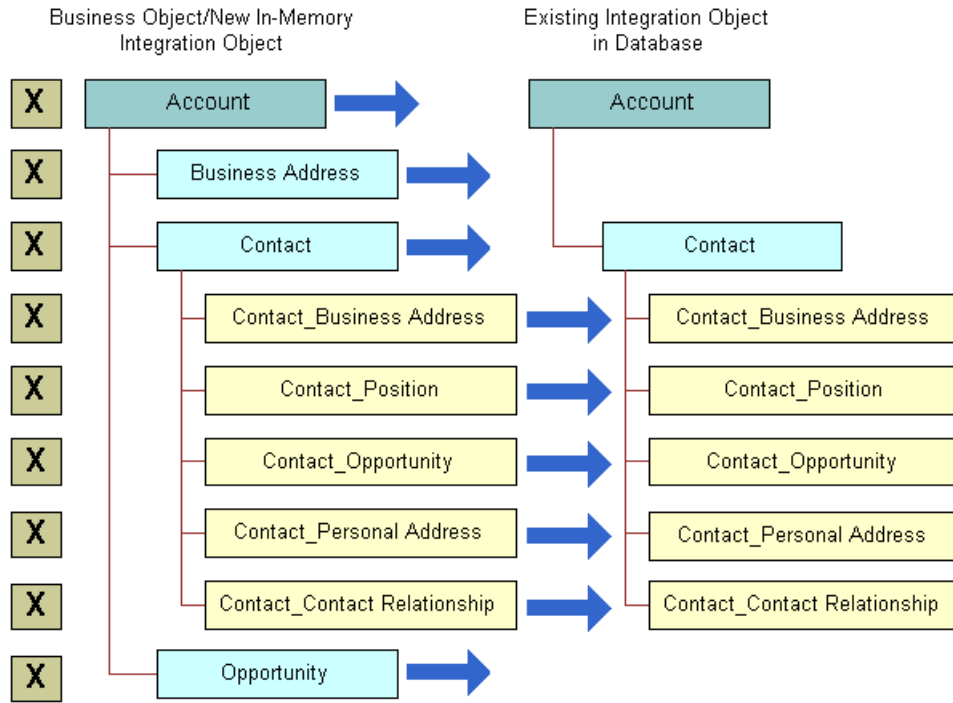 Business Object/New In-Memory
Integration Object
Existing Integration Object
in Database
X Account Account
X Business Address
X Contact Contact
X Contact_Business Address Contact_Business Address
X Contact_Position Contact_Position
X Contact_Opportunity Contact_Opportunity
X Contact_Personal Address Contact_Personal Address
X Contact_Contact Relationship Contact_Contact Relationship
X Opportunity